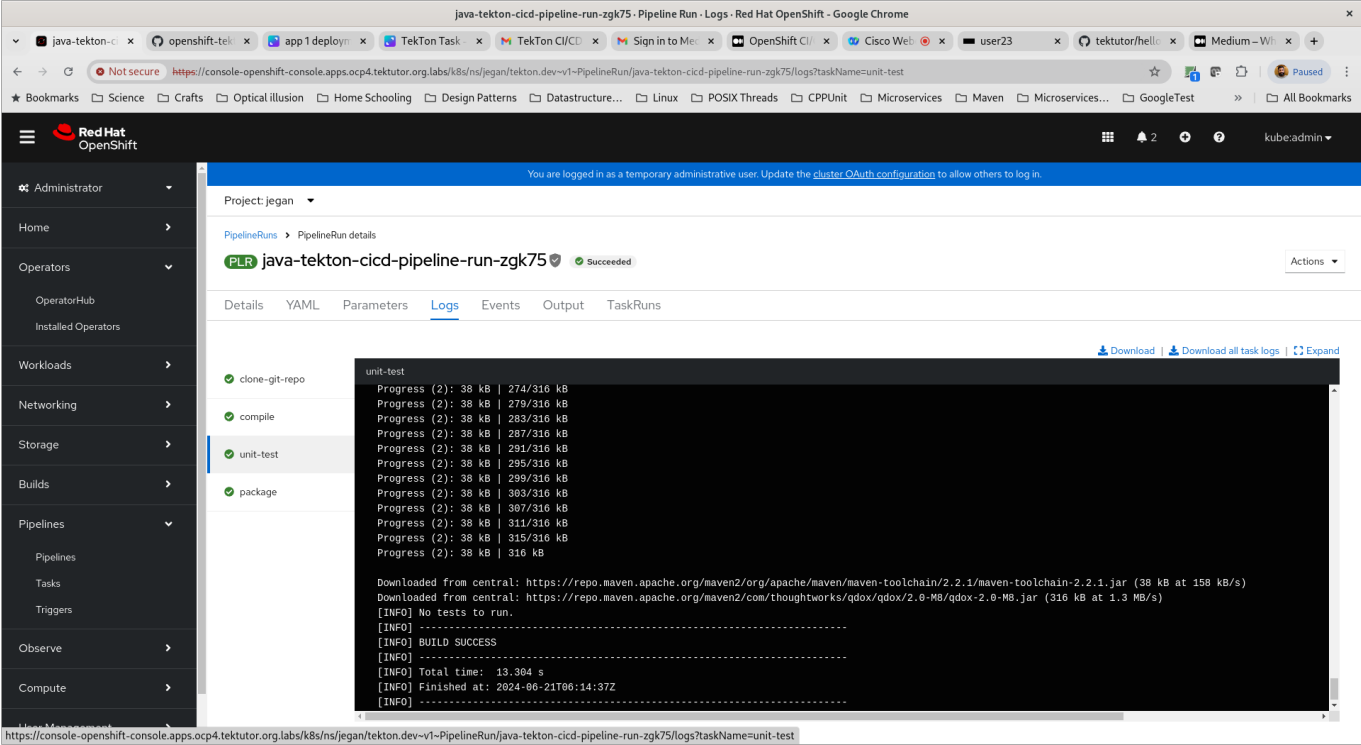 java-tekton-cicd-pipeline-run-zgk75 · Pipeline Run · Logs · Red Hat OpenShift - Google Chrome
java-tekton-ci
openshift-tek
app 1 deploym
TekTon Task -
TekTon CI/CD
Sign in to Med
OpenShift CI/
Cisco Web
user23
tektutor/hello
Medium – Wh
Not secure https://console-openshift-console.apps.ocp4.tektutor.org.labs/k8s/ns/jegan/tekton.dev~v1~PipelineRun/java-tekton-cicd-pipeline-run-zgk75/logs?taskName=unit-test
1
Paused
Bookmarks Science Crafts Optical illusion Home Schooling Design Patterns Datastructure... Linux POSIX Threads CPPUnit Microservices Maven Microservices... GoogleTest » All Bookmarks
Red Hat
OpenShift
2
kube:admin
You are logged in as a temporary administrative user. Update the cluster OAuth configuration to allow others to log in.
Administrator
Home
Operators
OperatorHub
Installed Operators
Workloads
Networking
Storage
Builds
Pipelines
Pipelines
Tasks
Triggers
Observe
Compute
User Management
Project: jegan
PipelineRuns > PipelineRun details
PLR java-tekton-cicd-pipeline-run-zgk75 Succeeded
Actions
Details YAML Parameters Logs Events Output TaskRuns
Download | Download all task logs | Expand
clone-git-repo
compile
unit-test
package
unit-test
Progress (2): 38 kB | 274/316 kB
Progress (2): 38 kB | 279/316 kB
Progress (2): 38 kB | 283/316 kB
Progress (2): 38 kB | 287/316 kB
Progress (2): 38 kB | 291/316 kB
Progress (2): 38 kB | 295/316 kB
Progress (2): 38 kB | 299/316 kB
Progress (2): 38 kB | 303/316 kB
Progress (2): 38 kB | 307/316 kB
Progress (2): 38 kB | 311/316 kB
Progress (2): 38 kB | 315/316 kB
Progress (2): 38 kB | 316 kB
Downloaded from central: https://repo.maven.apache.org/maven2/org/apache/maven/maven-toolchain/2.2.1/maven-toolchain-2.2.1.jar (38 kB at 158 kB/s)
Downloaded from central: https://repo.maven.apache.org/maven2/com/thoughtworks/qdox/qdox/2.0-M8/qdox-2.0-M8.jar (316 kB at 1.3 MB/s)
[INFO] No tests to run.
[INFO] ------------------------------------------------------------------------
[INFO] BUILD SUCCESS
[INFO] ------------------------------------------------------------------------
[INFO] Total time:  13.304 s
[INFO] Finished at: 2024-06-21T06:14:37Z
[INFO] ------------------------------------------------------------------------
https://console-openshift-console.apps.ocp4.tektutor.org.labs/k8s/ns/jegan/tekton.dev~v1~PipelineRun/java-tekton-cicd-pipeline-run-zgk75/logs?taskName=unit-test